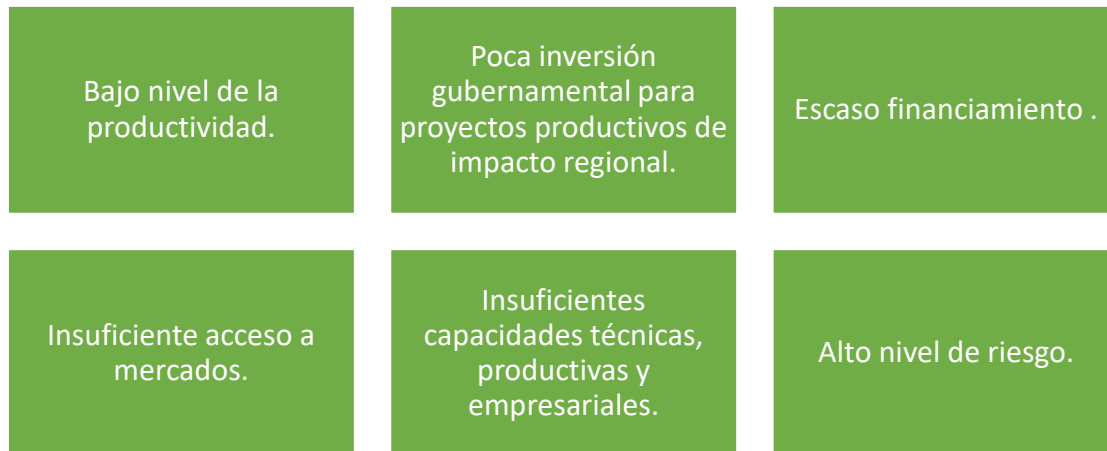 Bajo nivel de la
productividad.
Poca inversión
gubernamental para
proyectos productivos de
impacto regional.
Escaso financiamiento .
Insuficiente acceso a
mercados.
Insuficientes
capacidades técnicas,
productivas y
empresariales.
Alto nivel de riesgo.